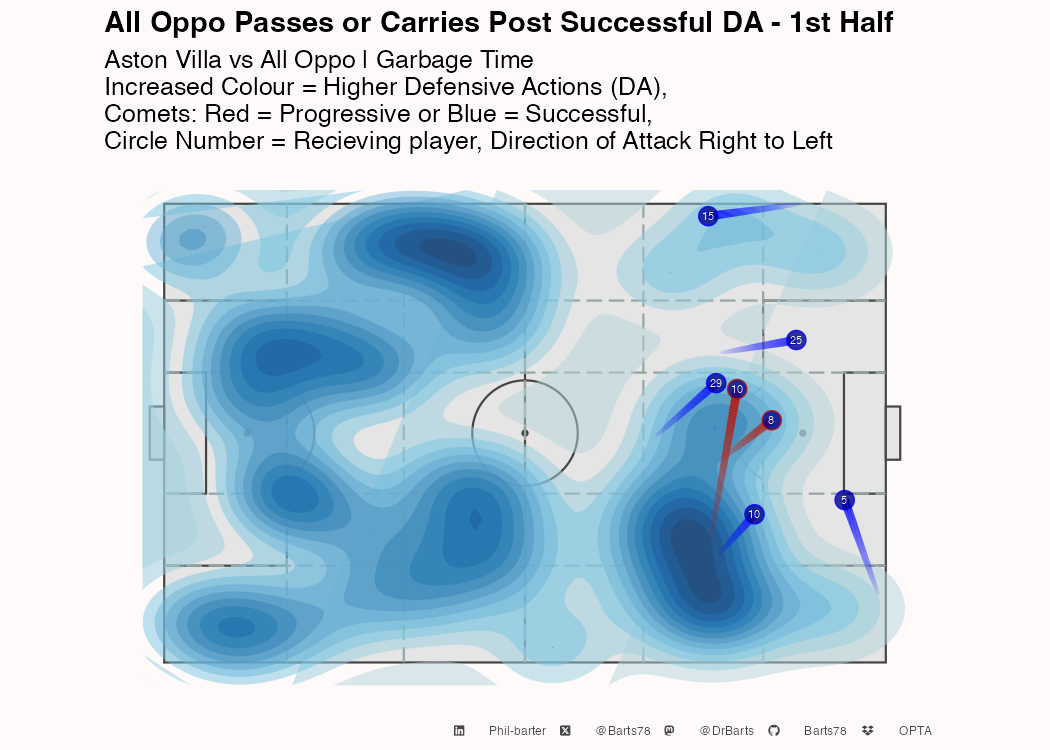 All Oppo Passes or Carries Post Successful DA - 1st Half
Aston Villa vs All Oppo | Garbage Time
Increased Colour = Higher Defensive Actions (DA),
Comets: Red = Progressive or Blue = Successful,
Circle Number = Recieving player, Direction of Attack Right to Left
15
25
29
10
8
5
10
Phil-barter @Barts78 @DrBarts Barts78 OPTA